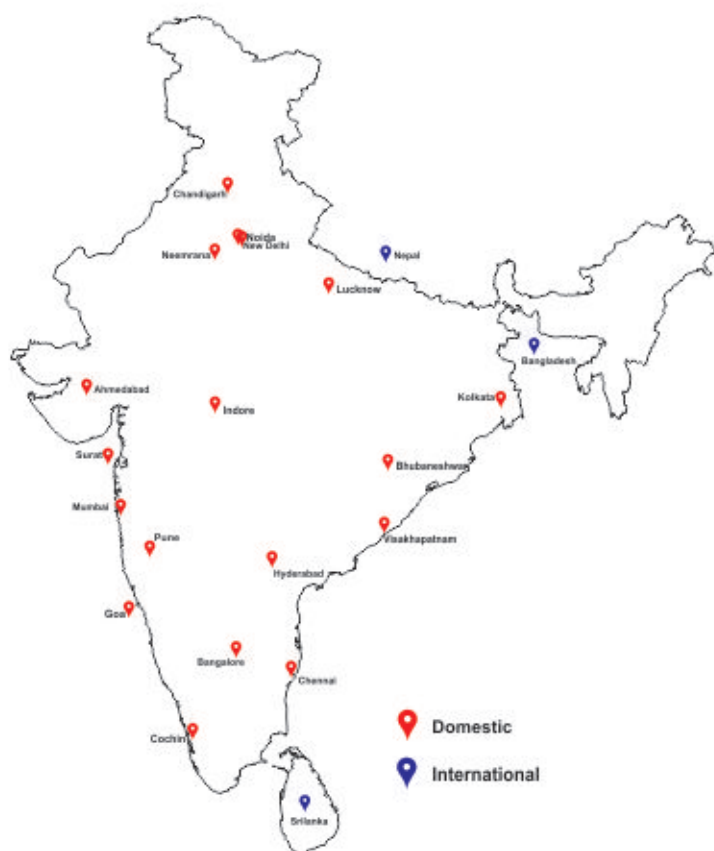 Chandigarh
Noida
New Delhi
Neemrana
Nepal
Lucknow
Bangladesh
Ahmedabad
Kolkata
Indore
Surat
Bhubaneshwar
Mumbai
Visakhapatnam
Pune
Hyderabad
Goa
Bangalore
Chennai
Domestic
Cochin
International
Srilanka